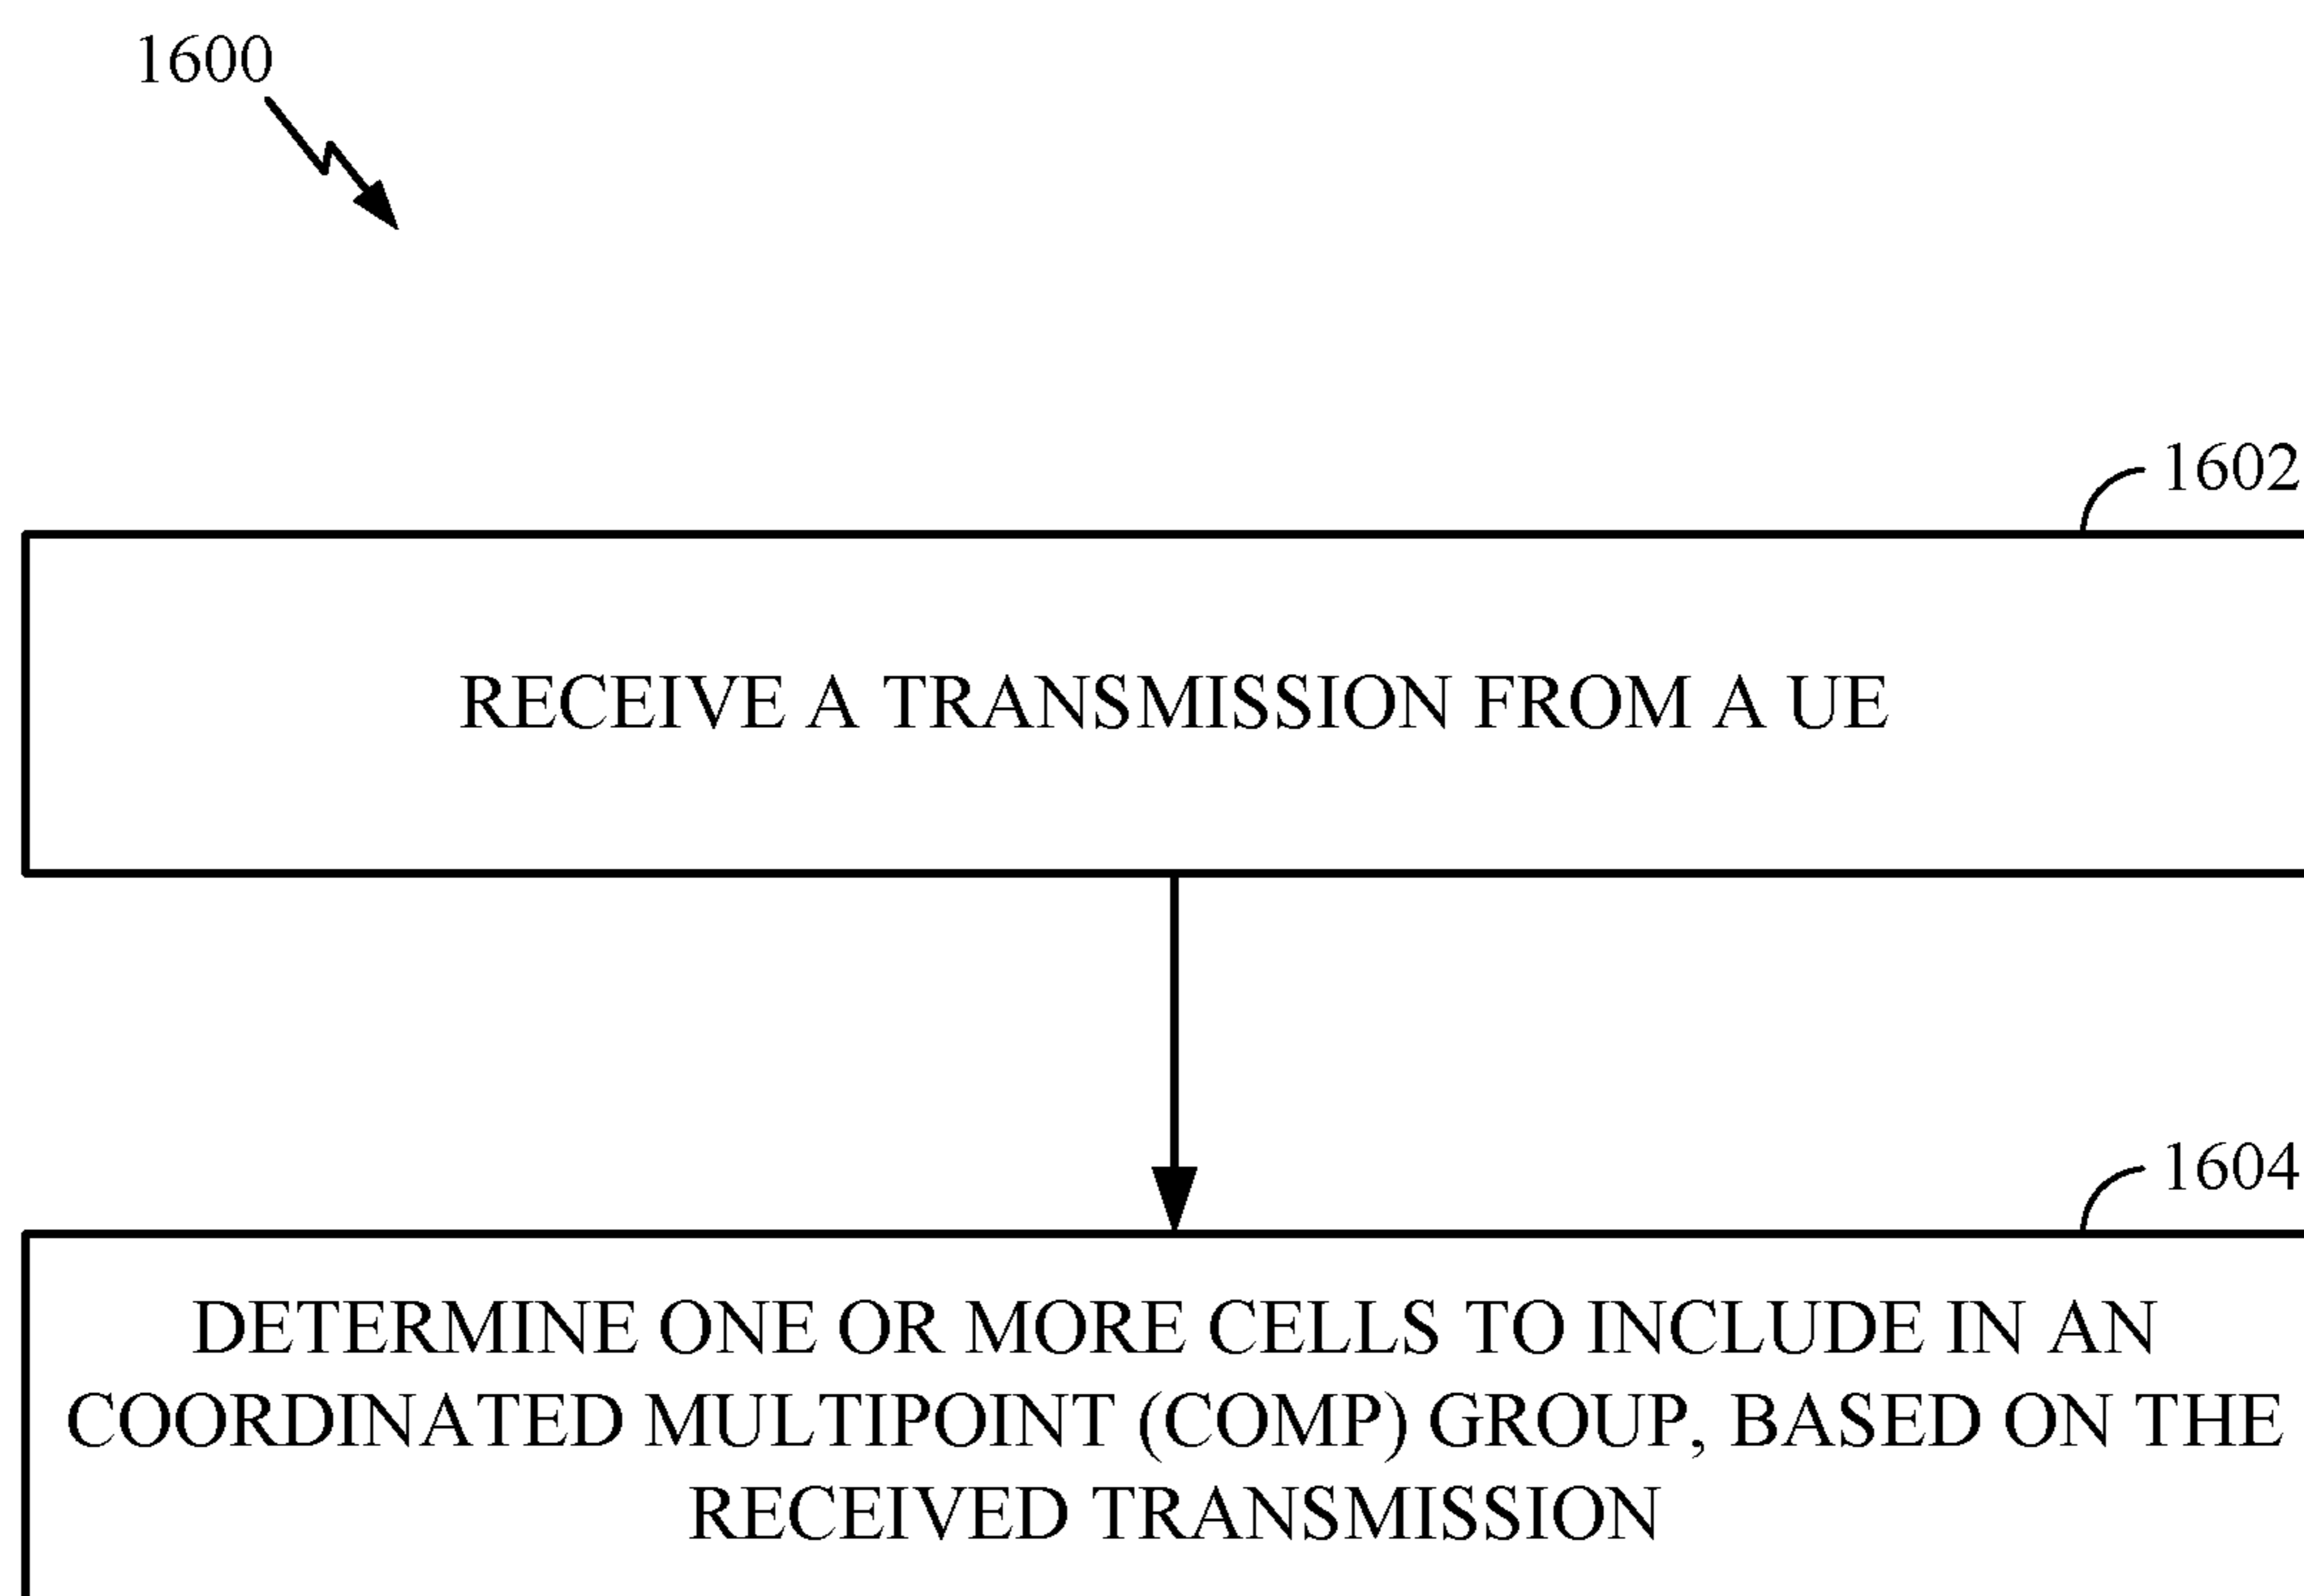 1600
1602
RECEIVE A TRANSMISSION FROM A UE
1604
DETERMINE ONE OR MORE CELLS TO INCLUDE IN AN
COORDINATED MULTIPOINT (COMP) GROUP, BASED ON THE
RECEIVED TRANSMISSION